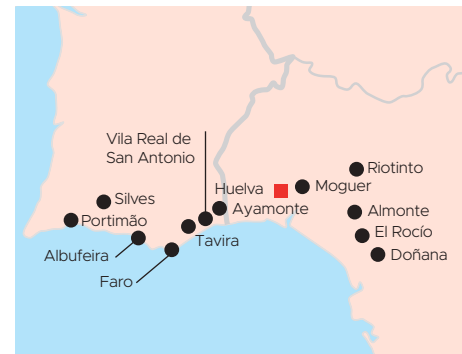 Vila Real de
San Antonio
Riotinto
Huelva
Moguer
Silves
Ayamonte
Almonte
Portimão
El Rocío
Tavira
Albufeira
Doñana
Faro